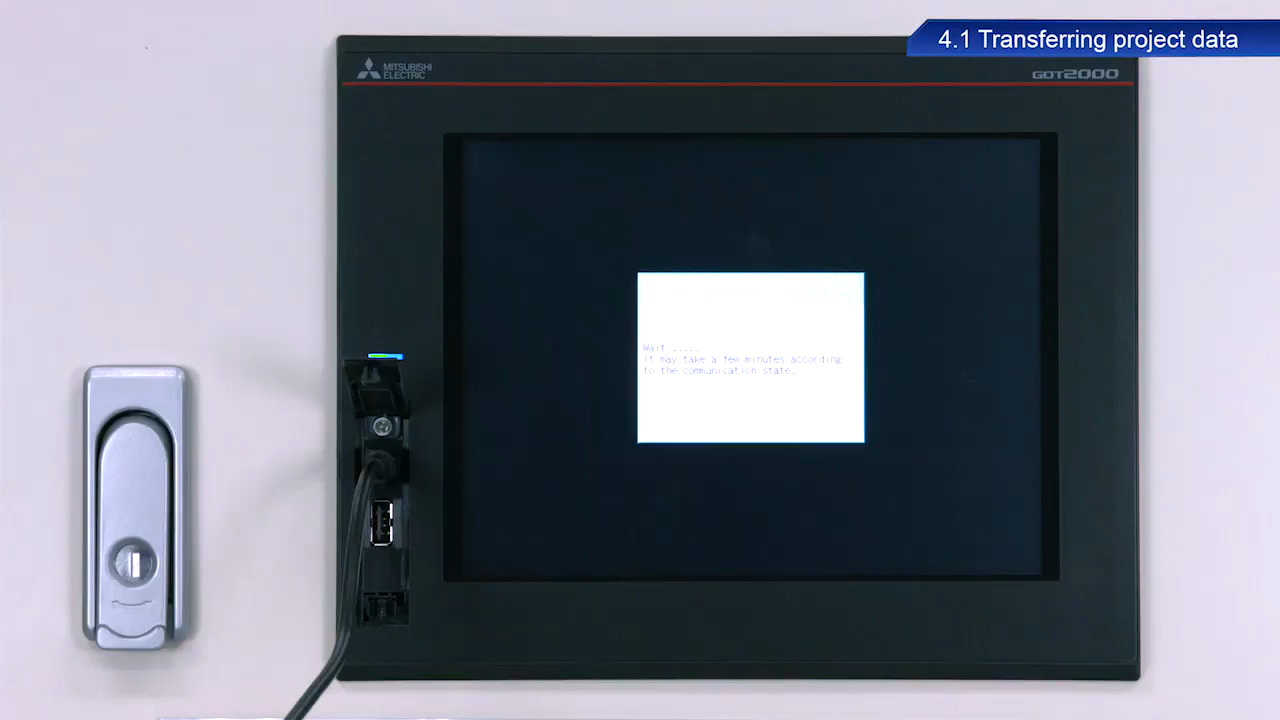 4.1 Transferring project data
MITSUBISHI
ELECTRIC
GOT2000
Wait .....
It may take a few minutes according
to the communication state.